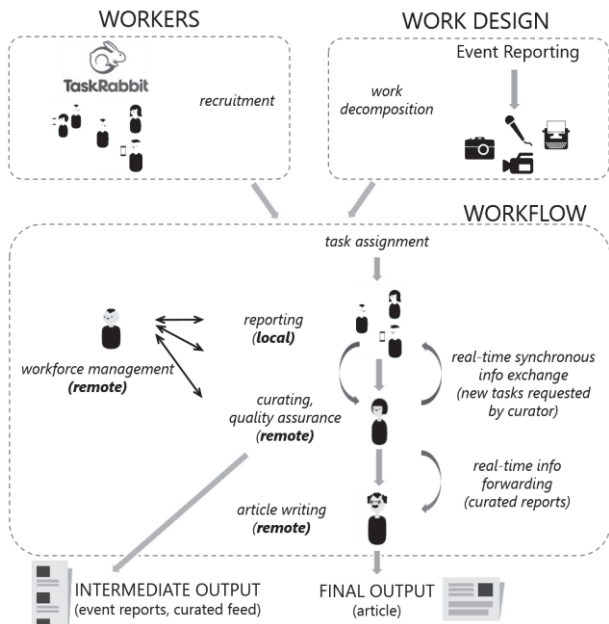 WORKERS
TaskRabbit
recruitment
WORK DESIGN
Event Reporting
work
decomposition
WORKFLOW
task assignment
workforce management
(remote)
reporting
(local)
curating,
quality assurance
(remote)
article writing
(remote)
real-time synchronous
info exchange
(new tasks requested
by curator)
real-time info
forwarding
(curated reports)
INTERMEDIATE OUTPUT
(event reports, curated feed)
FINAL OUTPUT
(article)